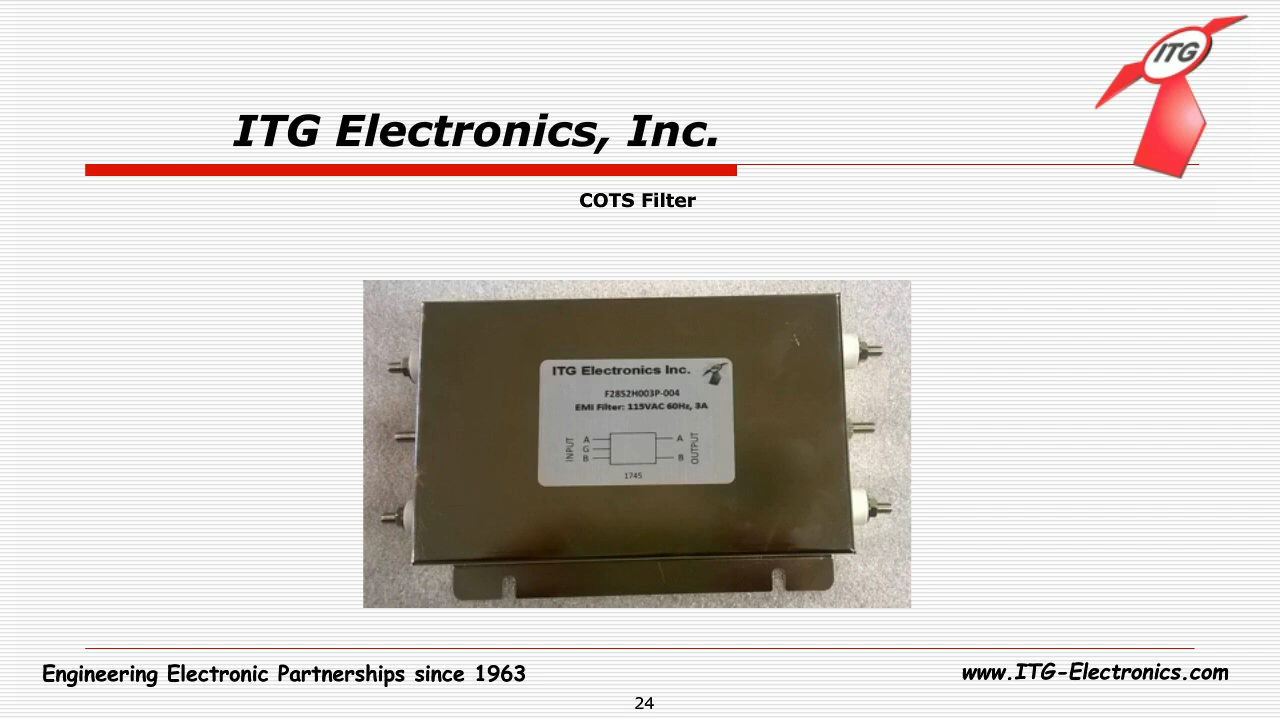 ITG
ITG Electronics, Inc.
COTS Filter
ITG Electronics Inc.
F2852H003P-004
EMI Filter: 115VAC 60Hz, 3A
INPUT
A
G
B
A
B
OUTPUT
1745
Engineering Electronic Partnerships since 1963
www.ITG-Electronics.com
24